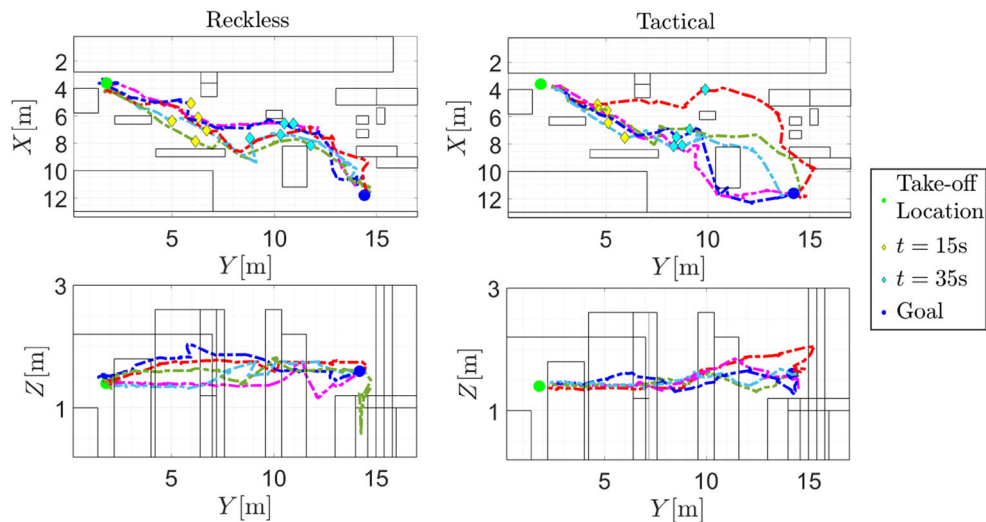 Reckless
Tactical
2
4
6
8
10
12
X[m]
5
10
15
Y[m]
2
4
6
8
10
12
X[m]
5
10
15
Y[m]
3
1
Z[m]
5
10
15
Y[m]
3
1
Z[m]
5
10
15
Y[m]
Take-off
Location
t = 15s
t = 35s
Goal